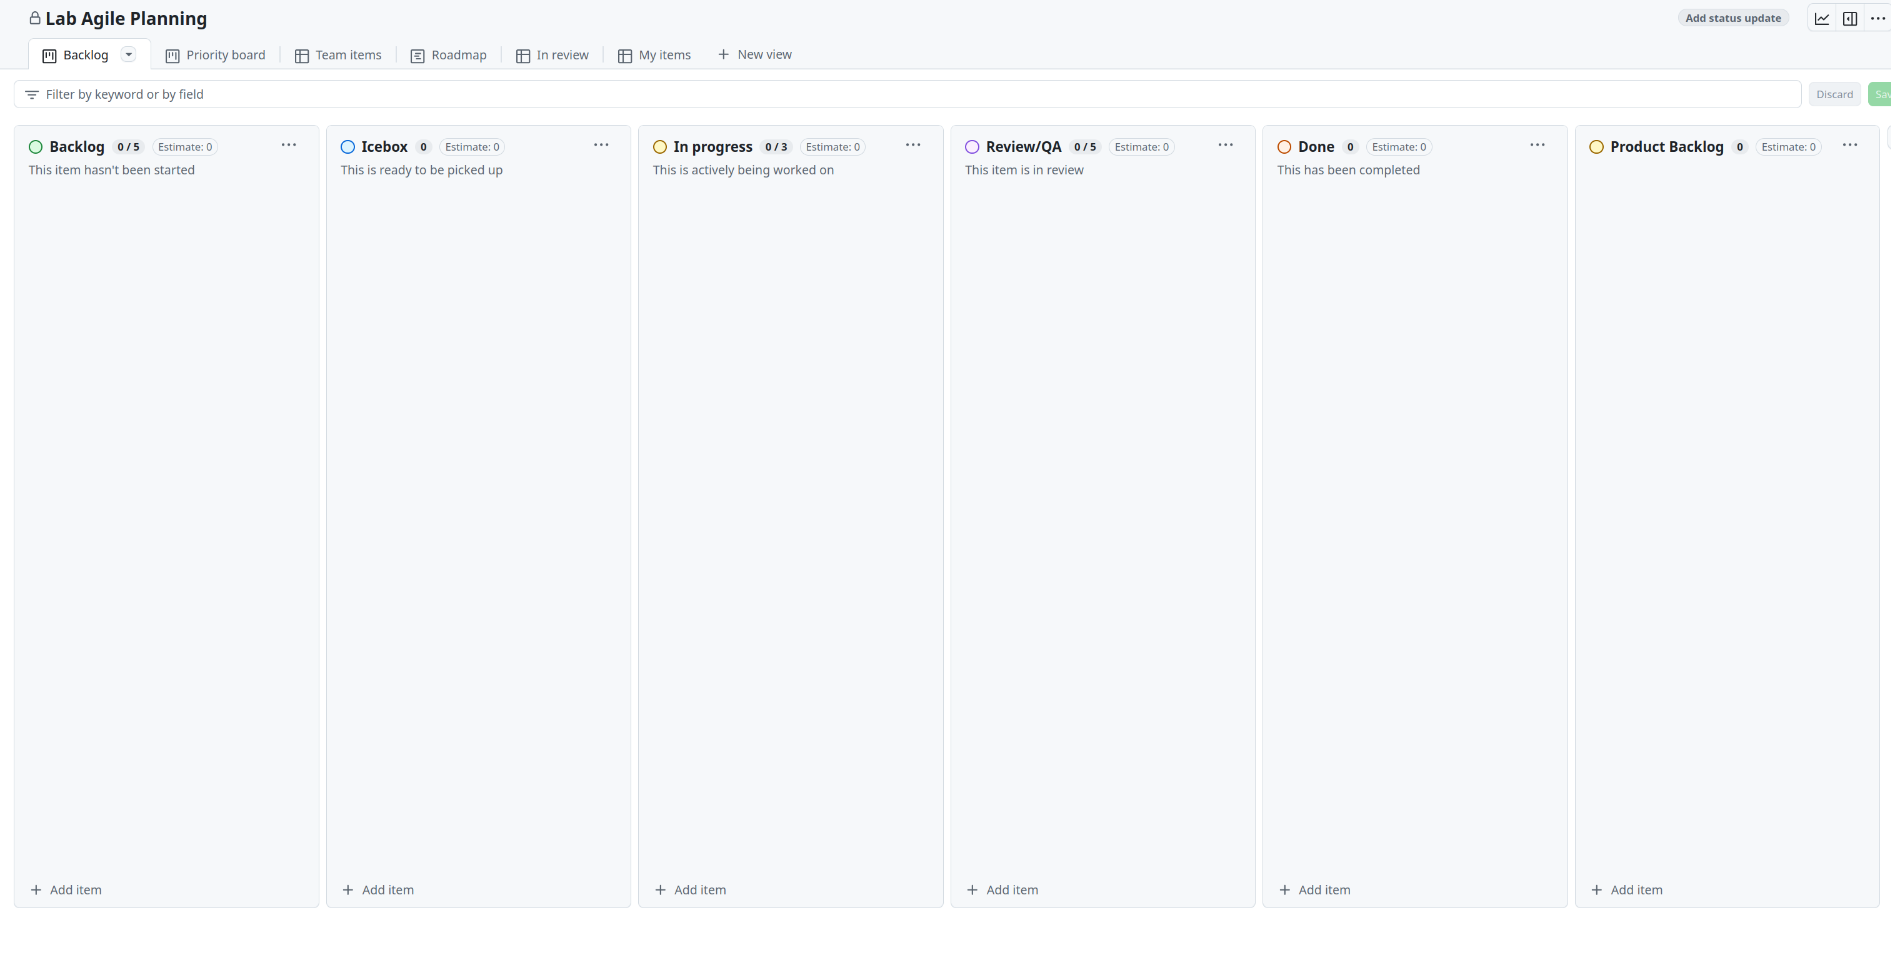 Lab Agile Planning
Add status update
Backlog
Priority board
Team items
Roadmap
In review
My items
New view
Filter by keyword or by field
Discard
Sav
Backlog 0 / 5 Estimate: 0
This item hasn't been started
Add item
Icebox 0 Estimate: 0
This is ready to be picked up
Add item
In progress 0 / 3 Estimate: 0
This is actively being worked on
Add item
Review/QA 0 / 5 Estimate: 0
This item is in review
Add item
Done 0 Estimate: 0
This has been completed
Add item
Product Backlog 0 Estimate: 0
Add item